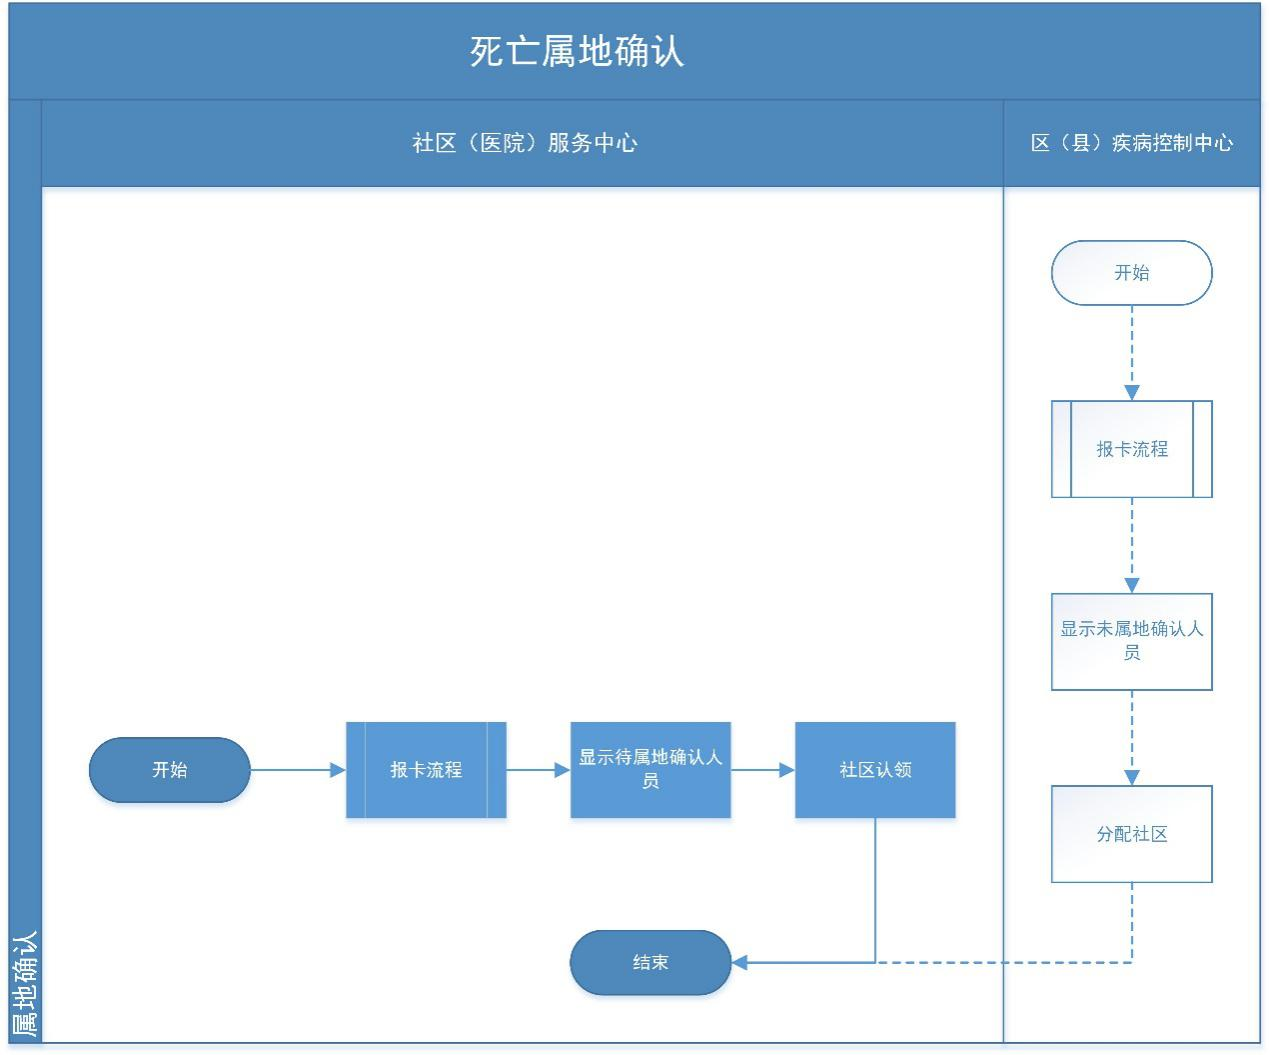 死亡属地确认
社区（医院）服务中心
区（县）疾病控制中心
开始
报卡流程
显示未属地确认人
员
分配社区
开始
报卡流程
显示待属地确认人
员
社区认领
结束
属地确认